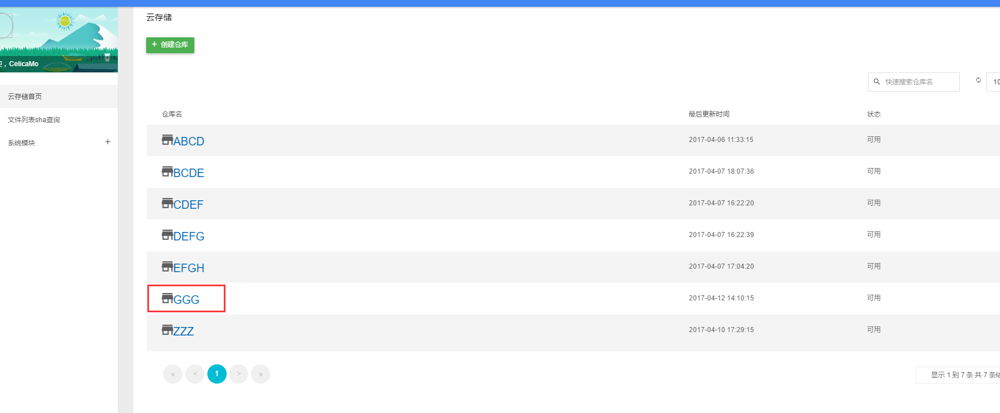 云存储
+ 创建仓库
, CelicaMo
云存储首页
文件列表sha查询
系统模块 +
快速搜索仓库名
10
仓库名 最后更新时间 状态
ABCD 2017-04-06 11:33:15 可用
BCDE 2017-04-07 18:07:36 可用
CDEF 2017-04-07 16:22:20 可用
DEFG 2017-04-07 16:22:39 可用
EFGH 2017-04-07 17:04:20 可用
GGG 2017-04-12 14:10:15 可用
ZZZ 2017-04-10 17:29:15 可用
« < 1 > »
显示 1 到 7 条 共 7 条